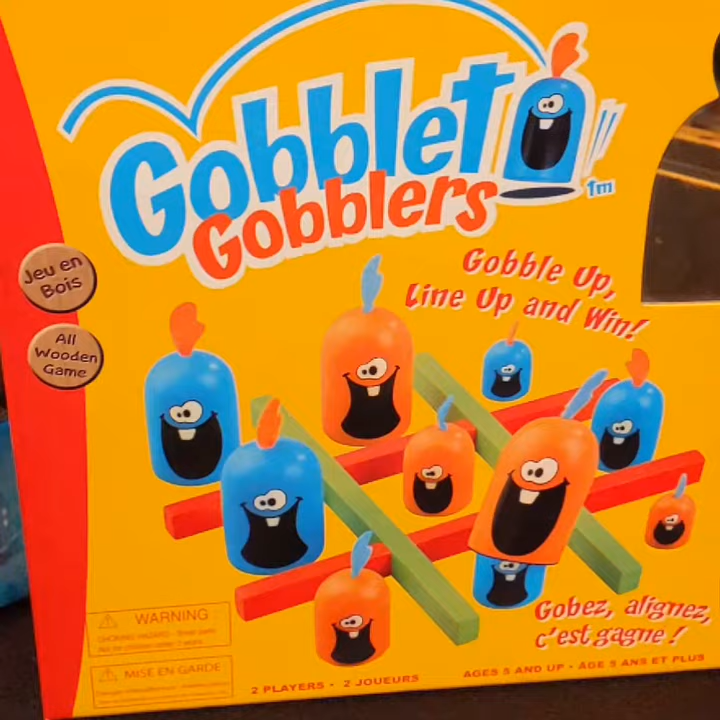 Gobblet
Gobblers
tm
Gobble Up,
Line Up and Win!
Jeu en
Bois
All
Wooden
Game
WARNING
MISE EN GARDE
Gobez, alignez,
c'est gagne !
2 PLAYERS • 2 JOUEURS
AGES 5 AND UP • AGE 5 ANS ET PLUS